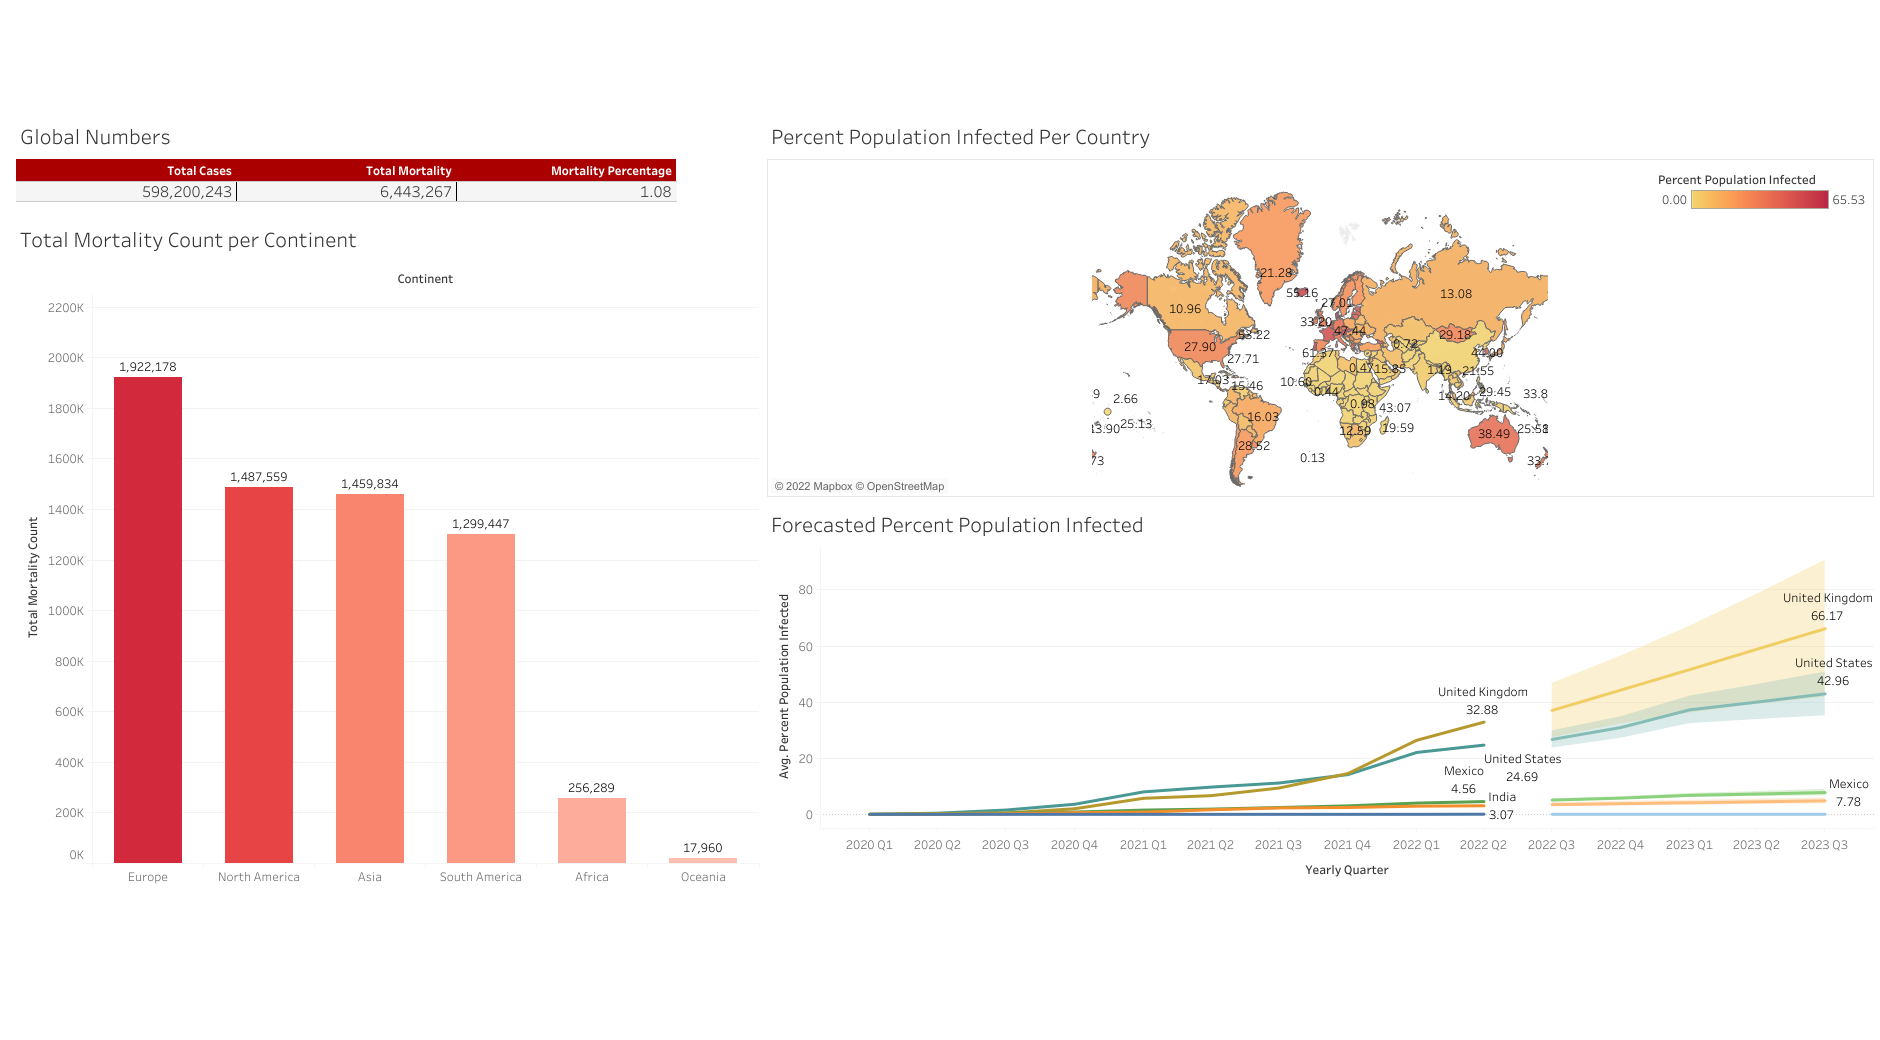 Global Numbers
Total Cases Total Mortality Mortality Percentage
598,200,243 6,443,267 1.08
Total Mortality Count per Continent
Continent
Total Mortality Count
2200K
2000K
1800K
1600K
1400K
1200K
1000K
800K
600K
400K
200K
0K
1,922,178
1,487,559
1,459,834
1,299,447
256,289
17,960
Europe North America Asia South America Africa Oceania
Percent Population Infected Per Country
Percent Population Infected
0.00 65.53
21.28
55.16
27.01
13.08
10.96
33.20
47.44
29.18
53.22
27.90
0.72
44.00
61.37
27.71
0.47
15.85
1.19
21.55
17.03
15.46
10.60
0.44
14.20
29.45
33.8
9
2.66
0.98
43.07
16.03
13.90
25.13
12.59
19.59
38.49
25.58
28.52
0.13
73
33.
© 2022 Mapbox © OpenStreetMap
Forecasted Percent Population Infected
Avg. Percent Population Infected
80
60
40
20
0
United Kingdom
66.17
United States
42.96
United Kingdom
32.88
United States
24.69
Mexico
4.56
India
3.07
Mexico
7.78
2020 Q1 2020 Q2 2020 Q3 2020 Q4 2021 Q1 2021 Q2 2021 Q3 2021 Q4 2022 Q1 2022 Q2 2022 Q3 2022 Q4 2023 Q1 2023 Q2 2023 Q3
Yearly Quarter